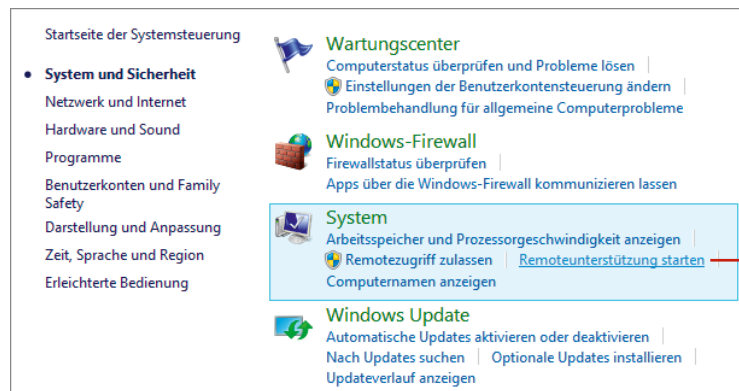 Startseite der Systemsteuerung
System und Sicherheit
Netzwerk und Internet
Hardware und Sound
Programme
Benutzerkonten und Family
Safety
Darstellung und Anpassung
Zeit, Sprache und Region
Erleichterte Bedienung
Wartungscenter
Computerstatus überprüfen und Probleme lösen
Einstellungen der Benutzerkontensteuerung ändern
Problembehandlung für allgemeine Computerprobleme
Windows-Firewall
Firewallstatus überprüfen
Apps über die Windows-Firewall kommunizieren lassen
System
Arbeitsspeicher und Prozessorgeschwindigkeit anzeigen
Remotezugriff zulassen Remoteunterstützung starten
Computernamen anzeigen
Windows Update
Automatische Updates aktivieren oder deaktivieren
Nach Updates suchen Optionale Updates installieren
Updateverlauf anzeigen